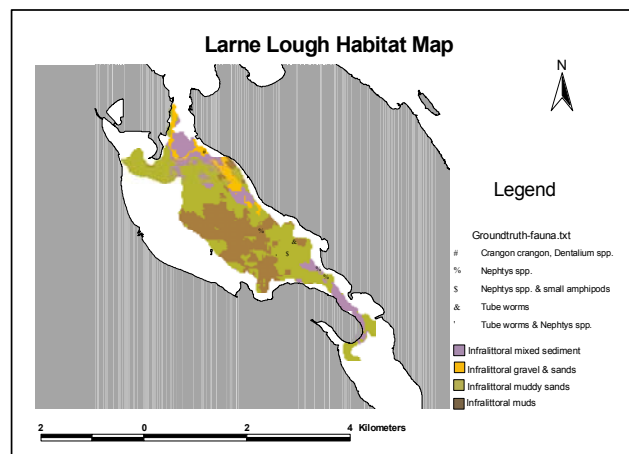 Larne Lough Habitat Map
N
Legend
Groundtruth-fauna.txt
# Crangon crangon, Dentalium spp.
% Nephtys spp.
$ Nephtys spp. & small amphipods
& Tube worms
' Tube worms & Nephtys spp.
Infralittoral mixed sediment
Infralittoral gravel & sands
Infralittoral muddy sands
Infralittoral muds
2 0 2 4 Kilometers